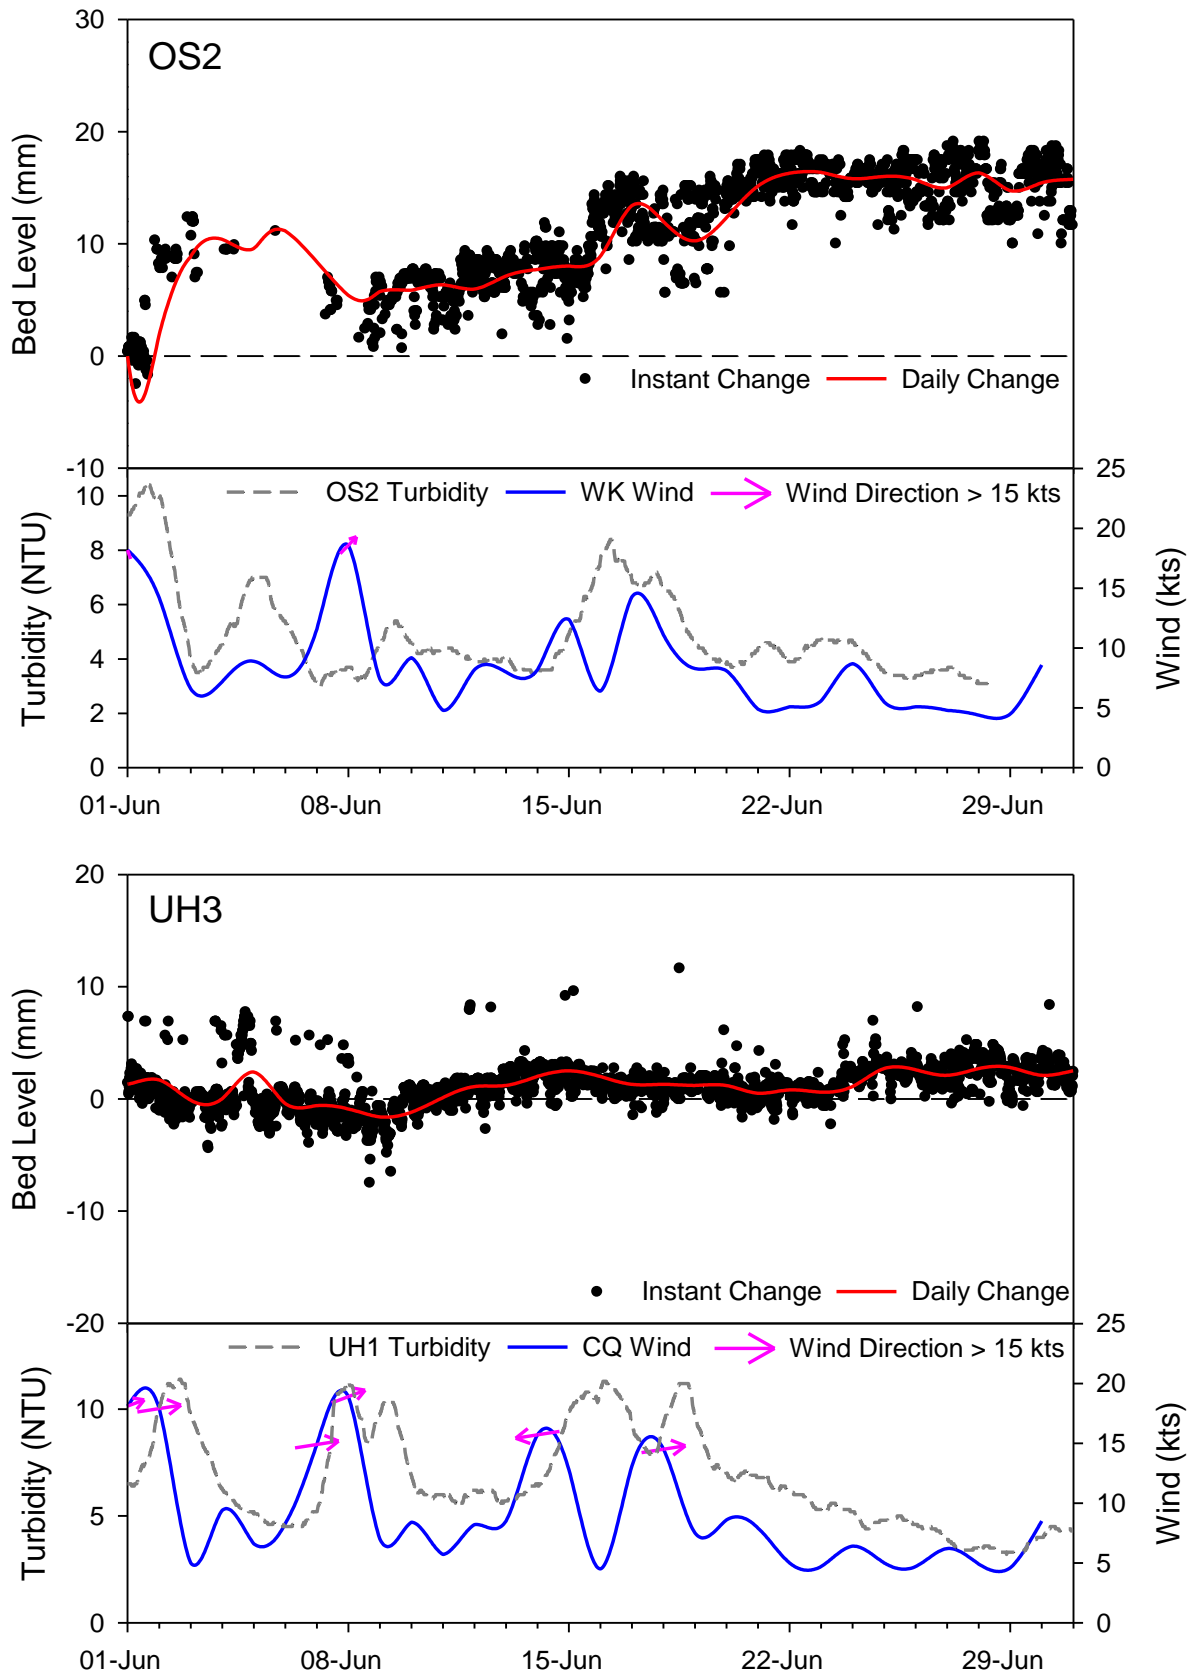 30
OS2
20
10
0
-10
Bed Level (mm)
Instant Change
Daily Change
OS2 Turbidity
WK Wind
Wind Direction > 15 kts
10
8
6
4
2
0
Turbidity (NTU)
25
20
15
10
5
0
Wind (kts)
01-Jun
08-Jun
15-Jun
22-Jun
29-Jun
20
UH3
10
0
-10
-20
Bed Level (mm)
Instant Change
Daily Change
UH1 Turbidity
CQ Wind
Wind Direction > 15 kts
10
5
0
Turbidity (NTU)
25
20
15
10
5
0
Wind (kts)
01-Jun
08-Jun
15-Jun
22-Jun
29-Jun